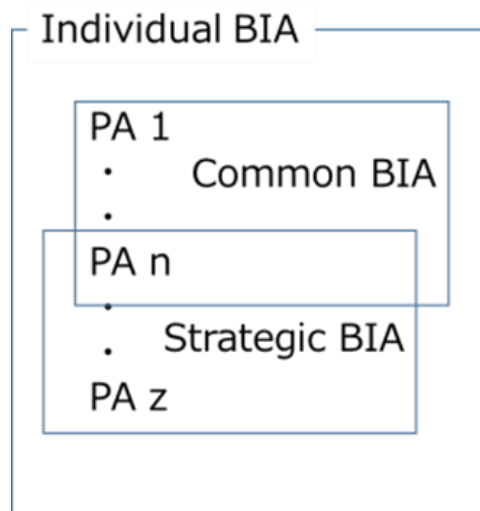 Individual BIA
PA 1
· Common BIA
·
PA n
·
· Strategic BIA
PA z